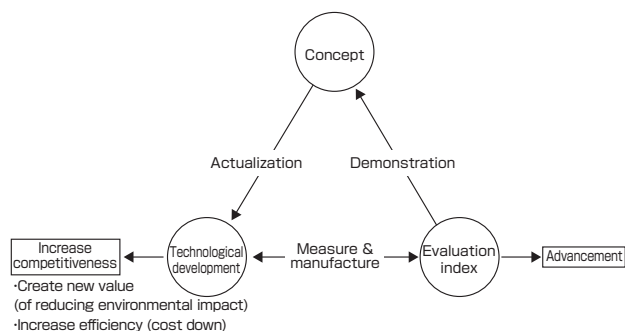 Concept
Actualization
Demonstration
Increase
competitiveness
Technological
development
Measure &
manufacture
Evaluation
index
Advancement
·Create new value
(of reducing environmental impact)
·Increase efficiency (cost down)